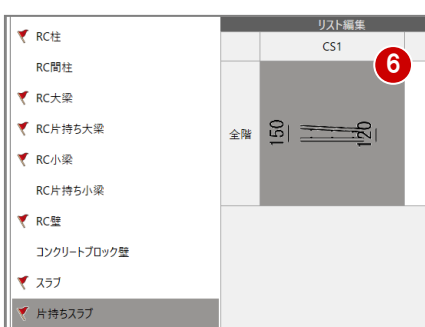 RC柱
RC間柱
RC大梁
RC片持ち大梁
RC小梁
RC片持ち小梁
RC壁
コンクリートブロック壁
スラブ
片持ちスラブ
リスト編集
CS1
6
全階
150
120